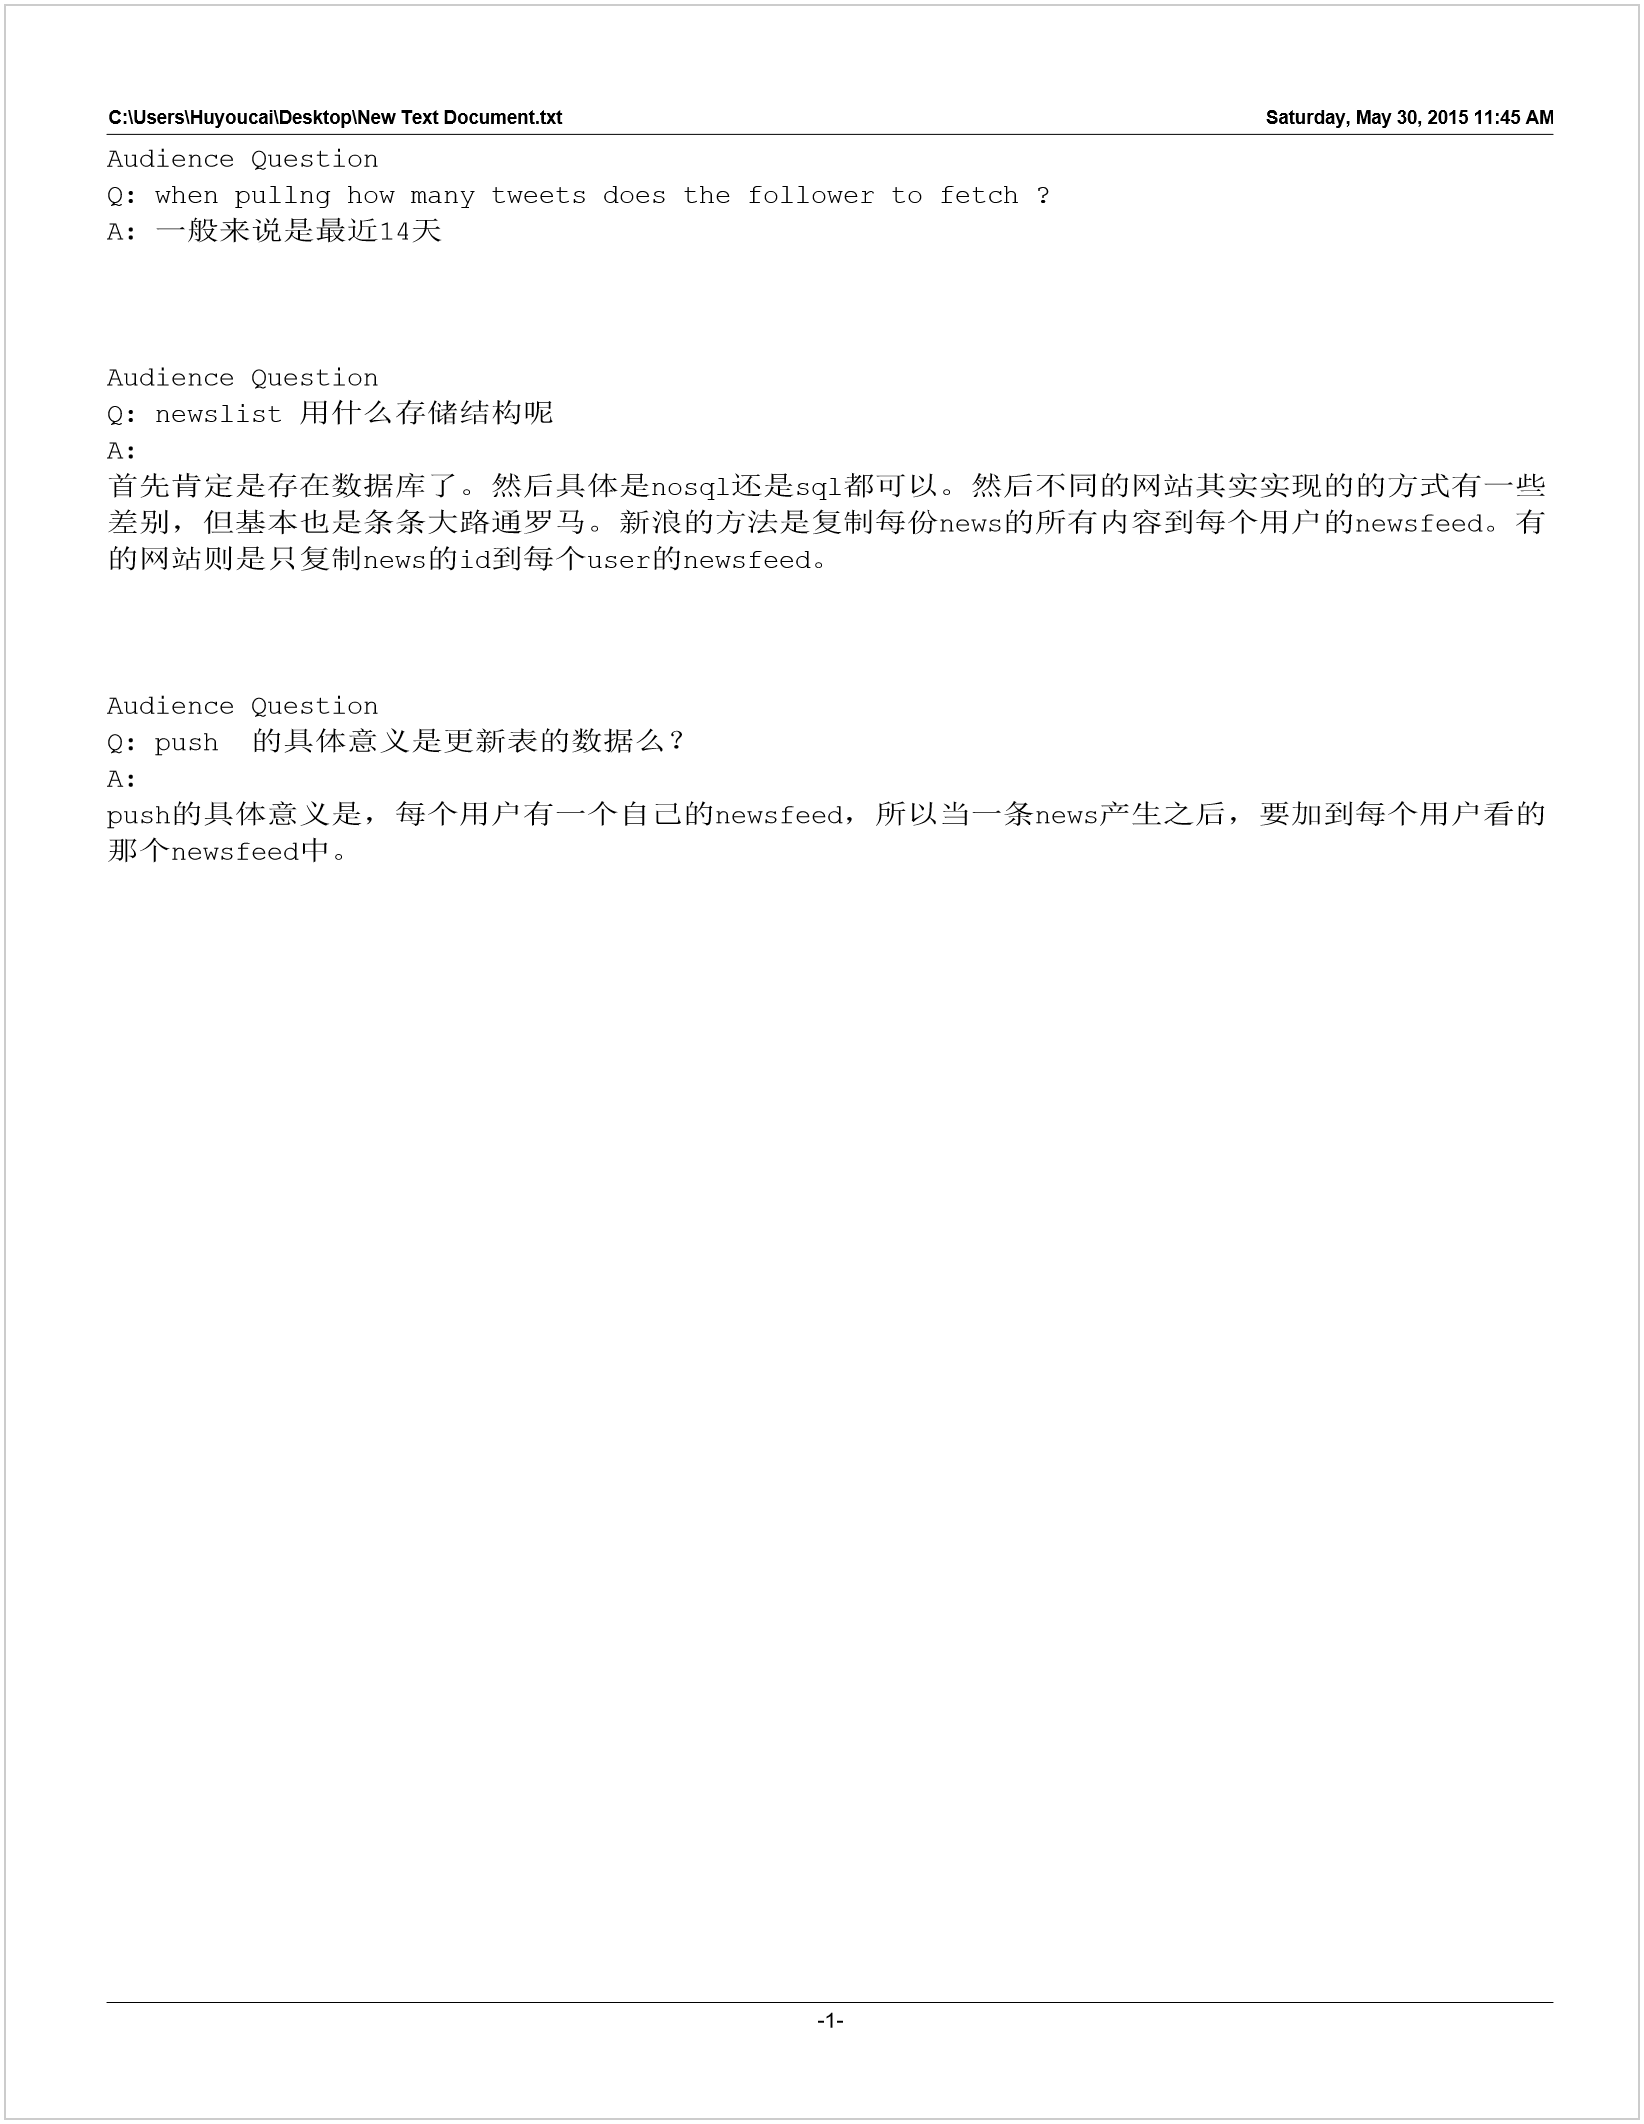 C:\Users\Huyoucai\Desktop\New Text Document.txt Saturday, May 30, 2015 11:45 AM
Audience Question
Q: when pullng how many tweets does the follower to fetch ?
A: 一般来说是最近14天
Audience Question
Q: newslist 用什么存储结构呢
A:
首先肯定是存在数据库了。然后具体是nosql还是sql都可以。然后不同的网站其实实现的的方式有一些
差别，但基本也是条条大路通罗马。新浪的方法是复制每份news的所有内容到每个用户的newsfeed。有
的网站则是只复制news的id到每个user的newsfeed。
Audience Question
Q: push  的具体意义是更新表的数据么？
A:
push的具体意义是，每个用户有一个自己的newsfeed，所以当一条news产生之后，要加到每个用户看的
那个newsfeed中。
-1-